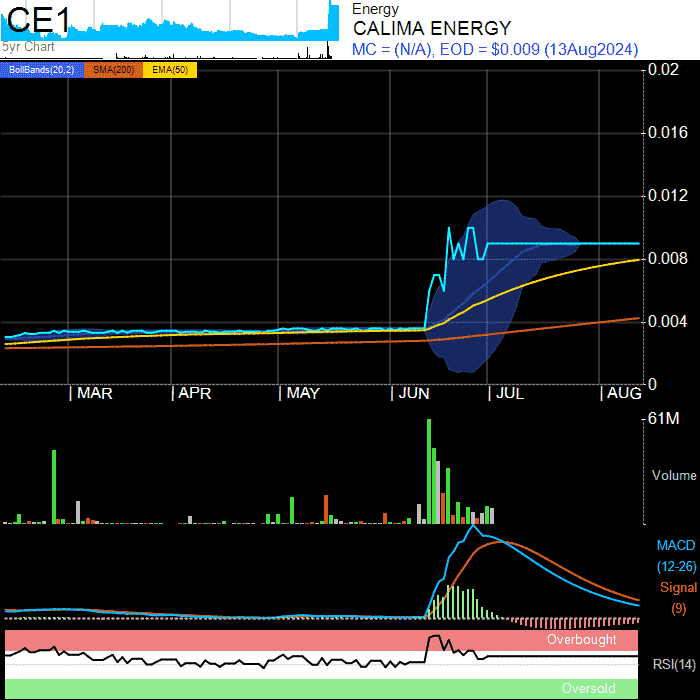 CE1
5yr Chart
Energy
CALIMA ENERGY
MC = (N/A), EOD = $0.009 (13Aug2024)
BollBands(20,2) SMA(200) EMA(50)
0.02
0.016
0.012
0.008
0.004
0
MAR APR MAY JUN JUL AUG
61M
Volume
MACD
(12-26)
Signal
(9)
Overbought
RSI(14)
Oversold